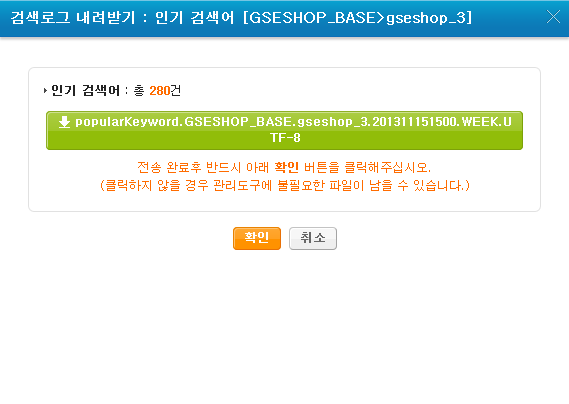 검색로그 내려받기 : 인기 검색어 [GSESHOP_BASE>gseshop_3]
인기 검색어 : 총 280건
popularKeyword.GSESHOP_BASE.gseshop_3.201311151500.WEEK.U
TF-8
전송 완료후 반드시 아래 확인 버튼을 클릭해주십시오.
(클릭하지 않을 경우 관리도구에 불필요한 파일이 남을 수 있습니다.)
확인 취소